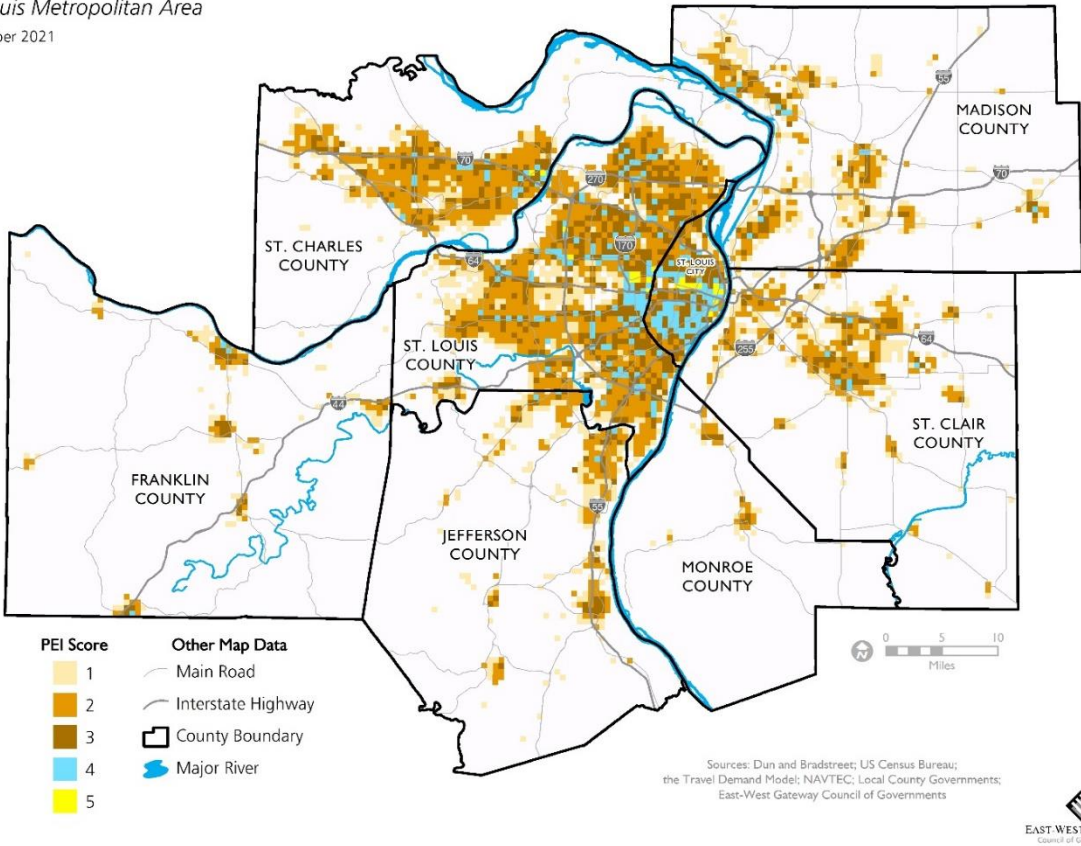 uis Metropolitan Area
ber 2021
MADISON
COUNTY
55
70
70
270
ST. CHARLES
COUNTY
170
64
ST. LOUIS
CITY
ST. LOUIS
COUNTY
255
64
44
ST. CLAIR
COUNTY
FRANKLIN
COUNTY
55
JEFFERSON
COUNTY
MONROE
COUNTY
PEI Score
1
2
3
4
5
Other Map Data
Main Road
Interstate Highway
County Boundary
Major River
N
0 5 10
Miles
Sources: Dun and Bradstreet; US Census Bureau;
the Travel Demand Model; NAVTEC; Local County Governments;
East-West Gateway Council of Governments
EAST-WEST
Council of G